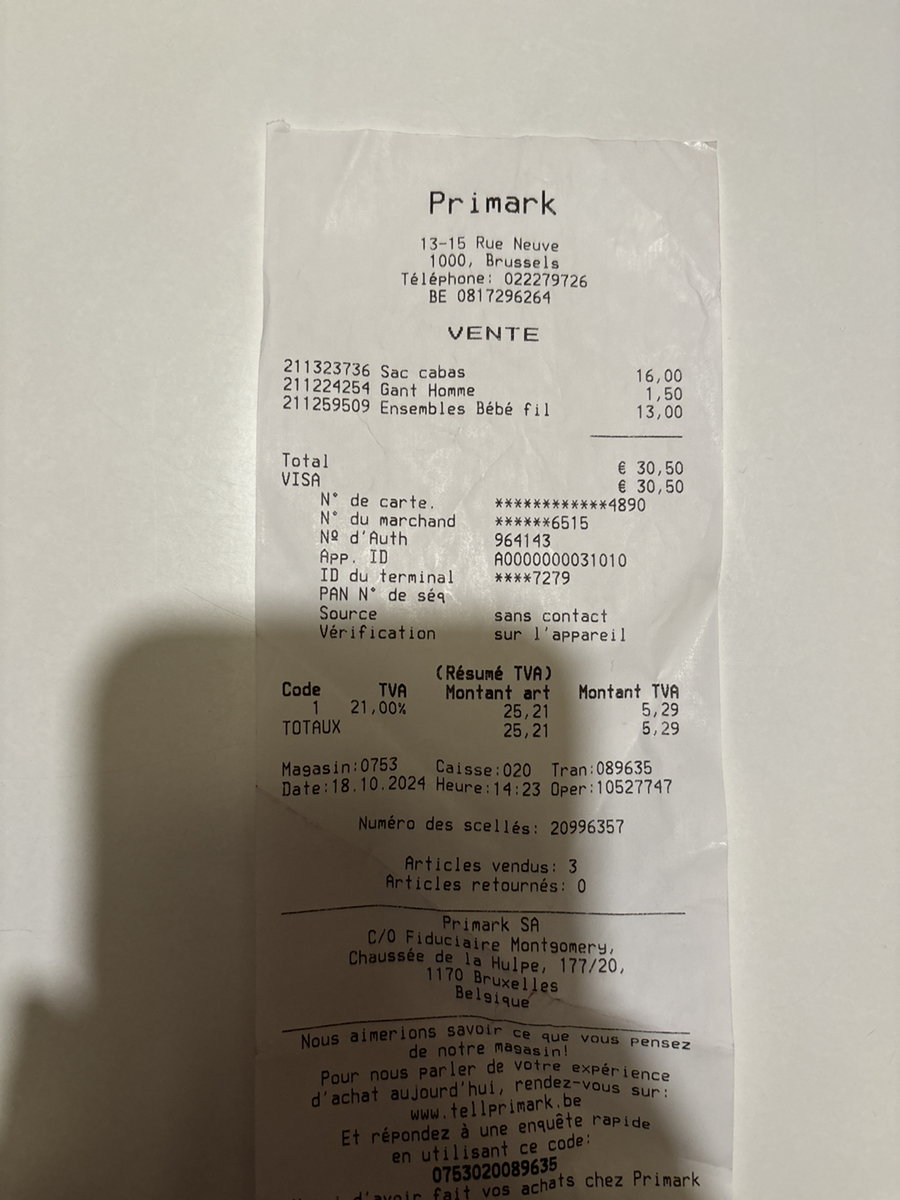 Primark
13-15 Rue Neuve
1000, Brussels
Téléphone: 022279726
BE 0817296264
VENTE
211323736 Sac cabas 16,00
211224254 Gant Homme 1,50
211259509 Ensembles Bébé fil 13,00
Total € 30,50
VISA € 30,50
N° de carte. ************4890
N° du marchand ******6515
Nº d'Auth 964143
App. ID A0000000031010
ID du terminal ****7279
PAN N° de séq
Source sans contact
Vérification sur l'appareil
(Résumé TVA)
Code TVA Montant art Montant TVA
1 21,00% 25,21 5,29
TOTAUX 25,21 5,29
Magasin:0753 Caisse:020 Tran:089635
Date:18.10.2024 Heure:14:23 Oper:10527747
Numéro des scellés: 20996357
Articles vendus: 3
Articles retournés: 0
Primark SA
C/O Fiduciaire Montgomery,
Chaussée de la Hulpe, 177/20,
1170 Bruxelles
Belgique
Nous aimerions savoir ce que vous pensez
de notre magasin!
Pour nous parler de votre expérience
d'achat aujourd'hui, rendez-vous sur:
www.tellprimark.be
Et répondez à une enquête rapide
en utilisant ce code:
0753020089635
d'avoir fait vos achats chez Primark